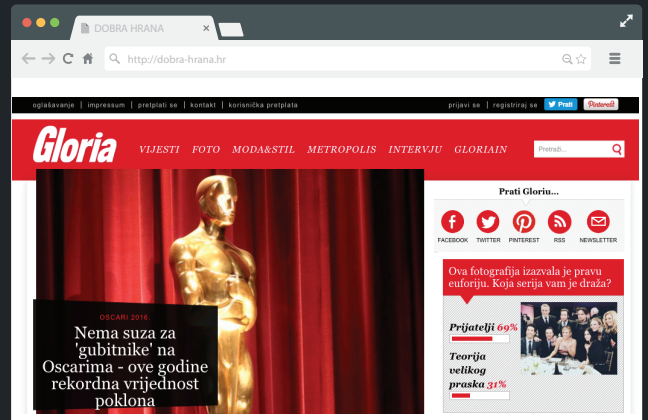 DOBRA HRANA
http://dobra-hrana.hr
oglašavanje | impressum | pretplati se | kontakt | korisnička pretplata
prijavi se | registriraj se
Prati
Pinterest
Gloria
VIJESTI FOTO MODA&STIL METROPOLIS INTERVJU GLORIAIN
Pretraži...
OSCARI 2016.
Nema suza za
'gubitnike' na
Oscarima - ove godine
rekordna vrijednost
poklona
Prati Gloriu...
FACEBOOK TWITTER PINTEREST RSS NEWSLETTER
Ova fotografija izazvala je pravu
euforiju. Koja serija vam je draža?
Prijatelji 69%
Teorija
velikog
praska 31%